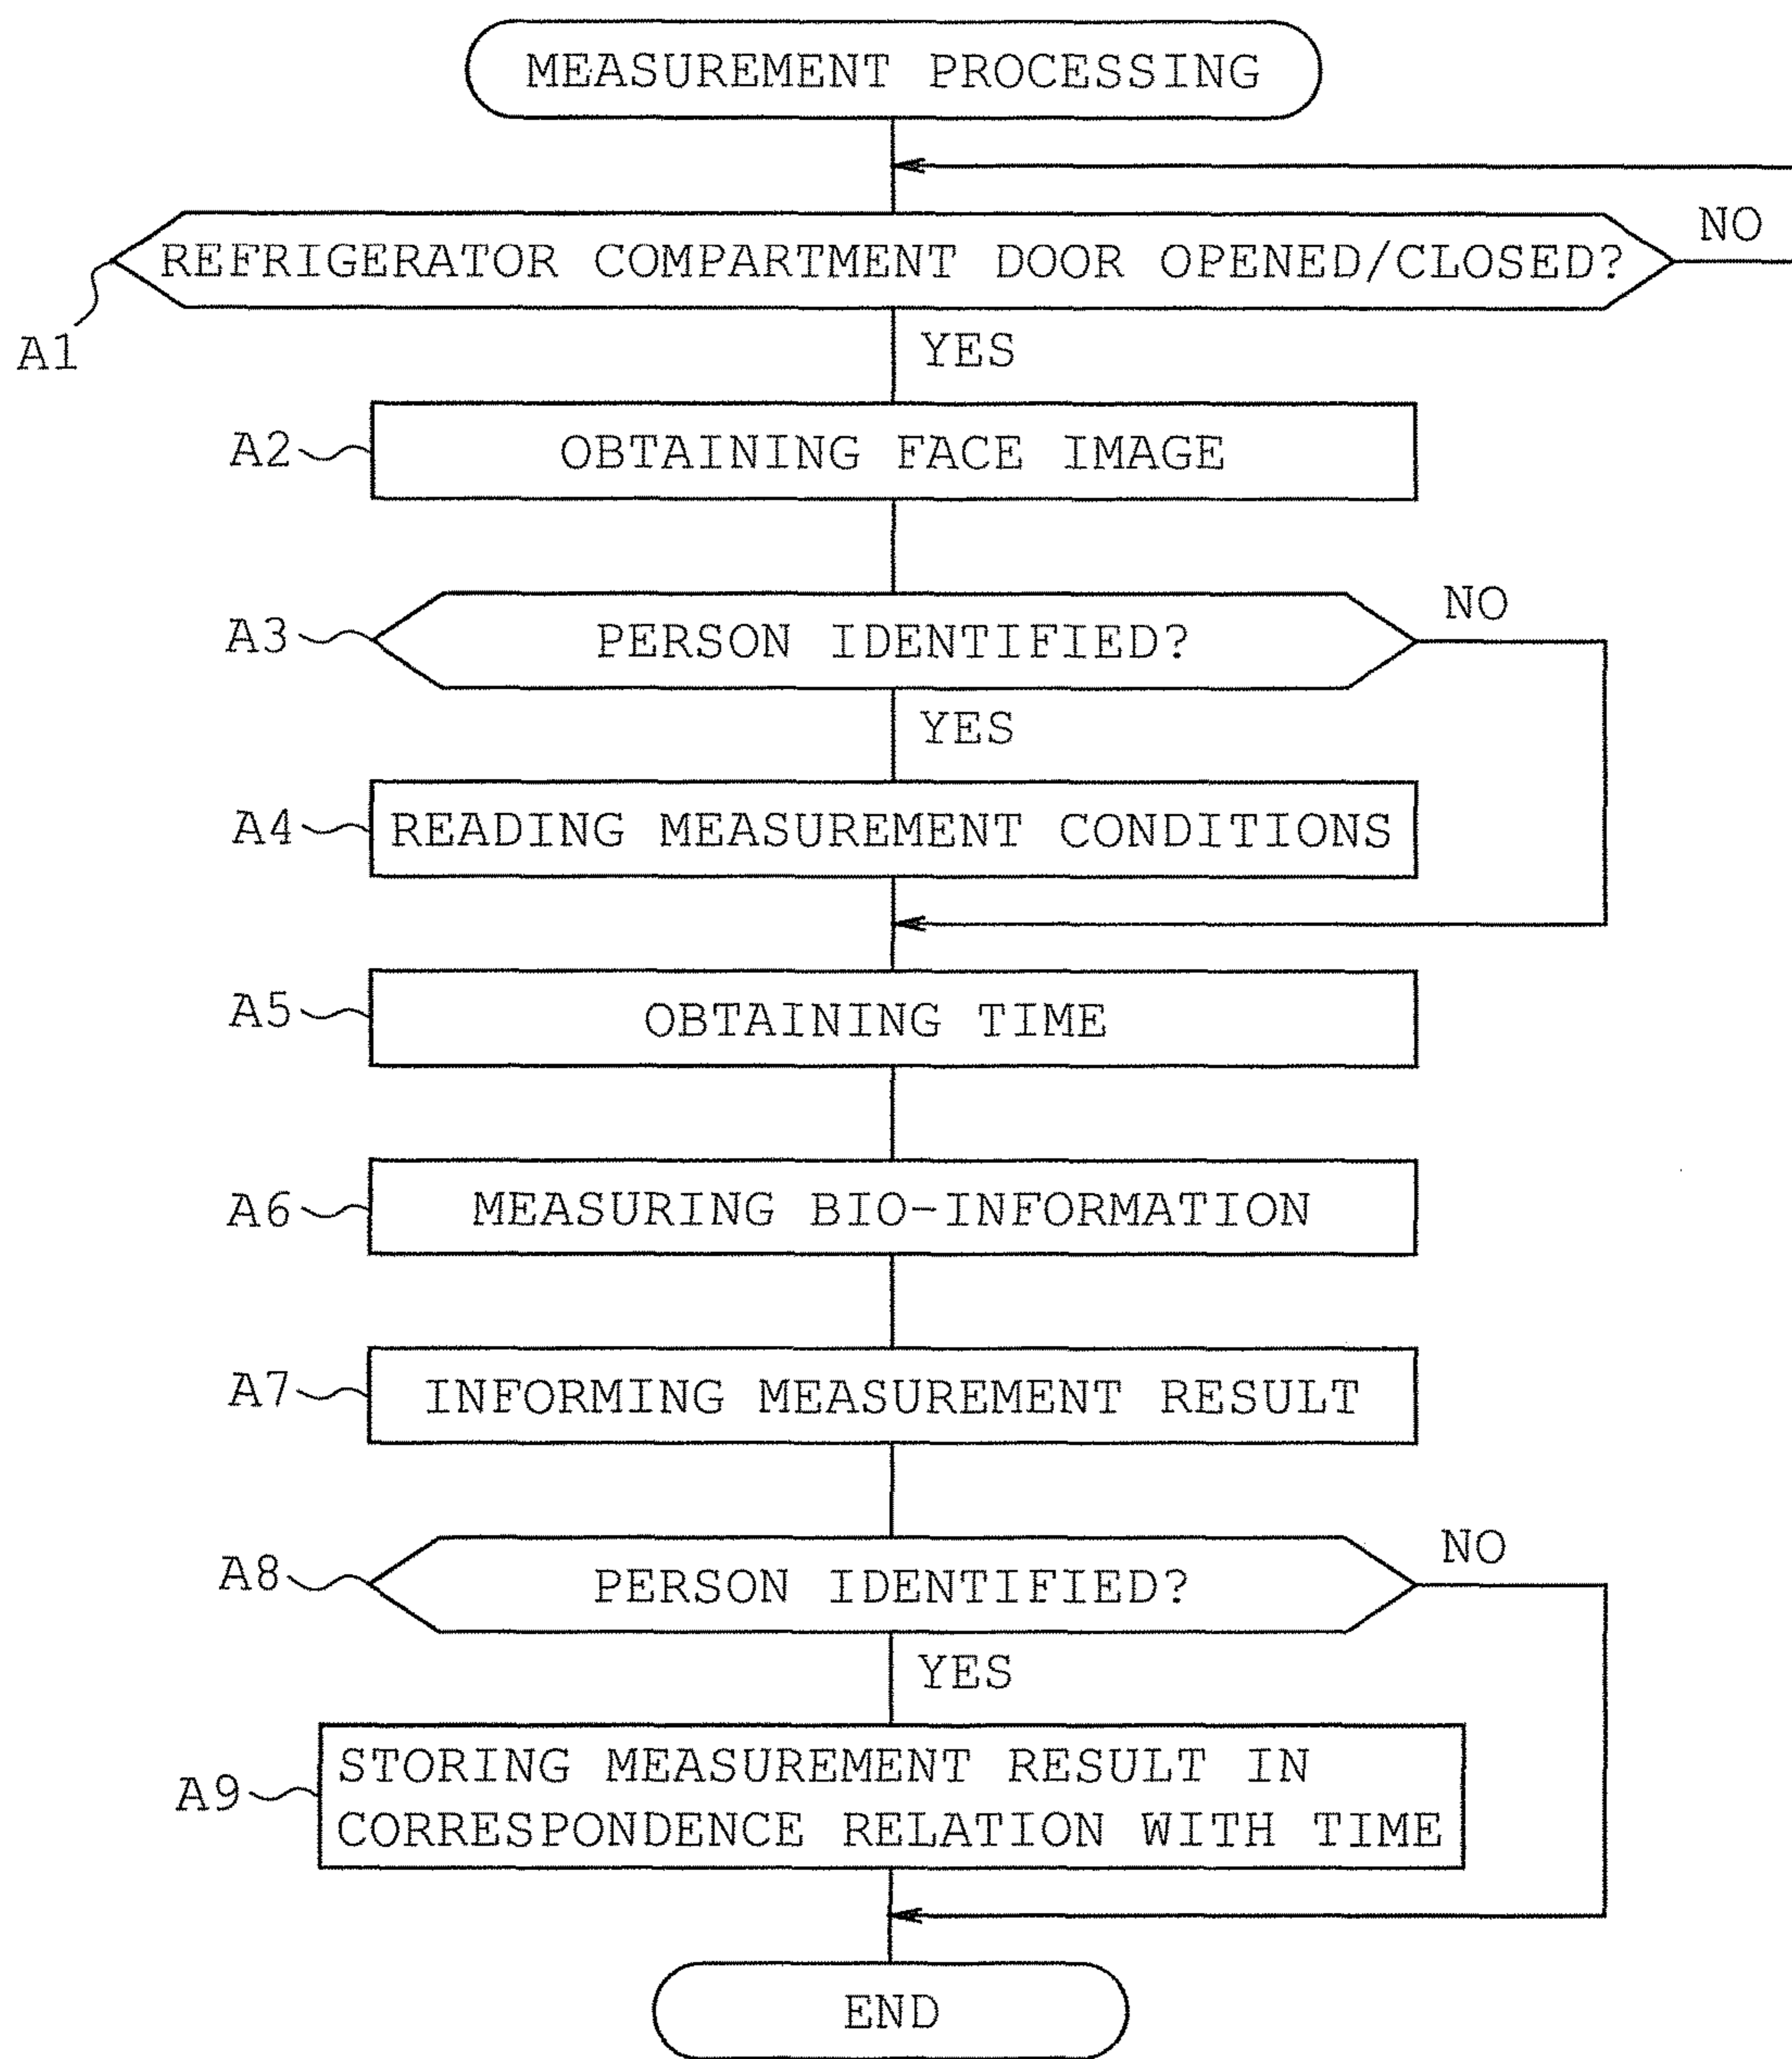 MEASUREMENT PROCESSING
REFRIGERATOR COMPARTMENT DOOR OPENED/CLOSED?
NO
A1
YES
A2
OBTAINING FACE IMAGE
A3
PERSON IDENTIFIED?
NO
YES
A4
READING MEASUREMENT CONDITIONS
A5
OBTAINING TIME
A6
MEASURING BIO-INFORMATION
A7
INFORMING MEASUREMENT RESULT
A8
PERSON IDENTIFIED?
NO
YES
A9
STORING MEASUREMENT RESULT IN
CORRESPONDENCE RELATION WITH TIME
END